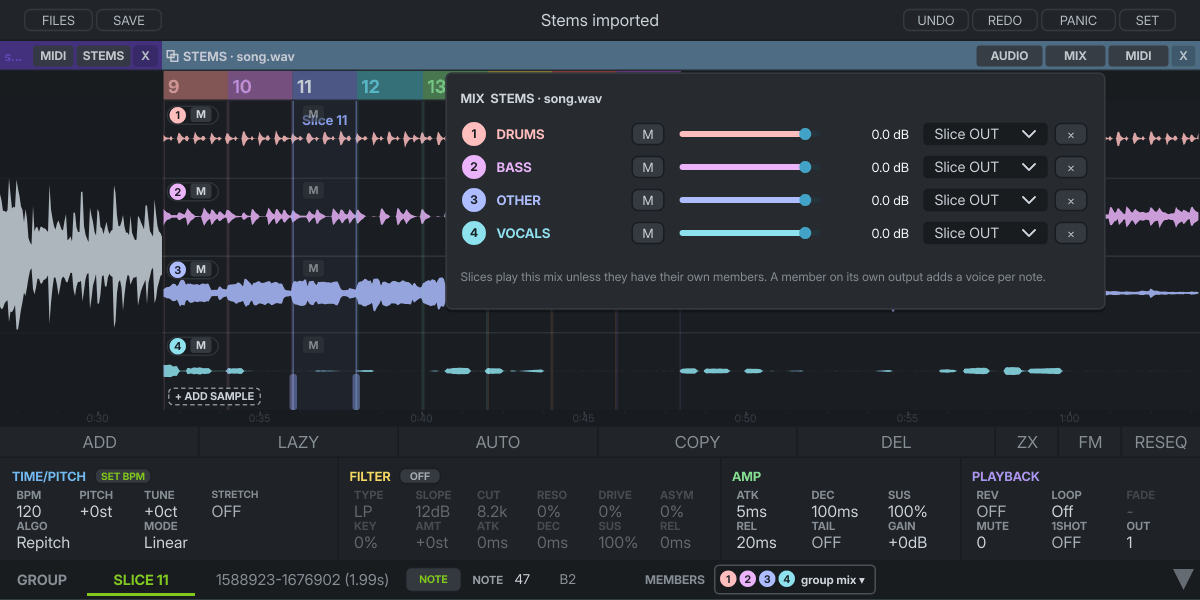 FILES SAVE Stems imported UNDO REDO PANIC SET
s... MIDI STEMS X STEMS · song.wav AUDIO MIX MIDI X
9 10 11 12 13
MIX STEMS · song.wav
1 M M Slice 11
1 DRUMS M 0.0 dB Slice OUT ×
2 BASS M 0.0 dB Slice OUT ×
2 M M
3 OTHER M 0.0 dB Slice OUT ×
4 VOCALS M 0.0 dB Slice OUT ×
3 M M
Slices play this mix unless they have their own members. A member on its own output adds a voice per note.
4 M M
+ ADD SAMPLE
0:30 0:35 0:40 0:45 0:50 0:55 1:00
ADD LAZY AUTO COPY DEL ZX FM RESEQ
TIME/PITCH SET BPM FILTER OFF AMP PLAYBACK
BPM PITCH TUNE STRETCH TYPE SLOPE CUT RESO DRIVE ASYM ATK DEC SUS REV LOOP FADE
120 +0st +0ct OFF LP 12dB 8.2k 0% 0% 0% 5ms 100ms 100% OFF Off -
ALGO MODE KEY AMT ATK DEC SUS REL REL TAIL GAIN MUTE 1SHOT OUT
Repitch Linear 0% +0st 0ms 0ms 100% 0ms 20ms OFF +0dB 0 OFF 1
GROUP SLICE 11 1588923-1676902 (1.99s) NOTE NOTE 47 B2 MEMBERS 1 2 3 4 group mix ▾